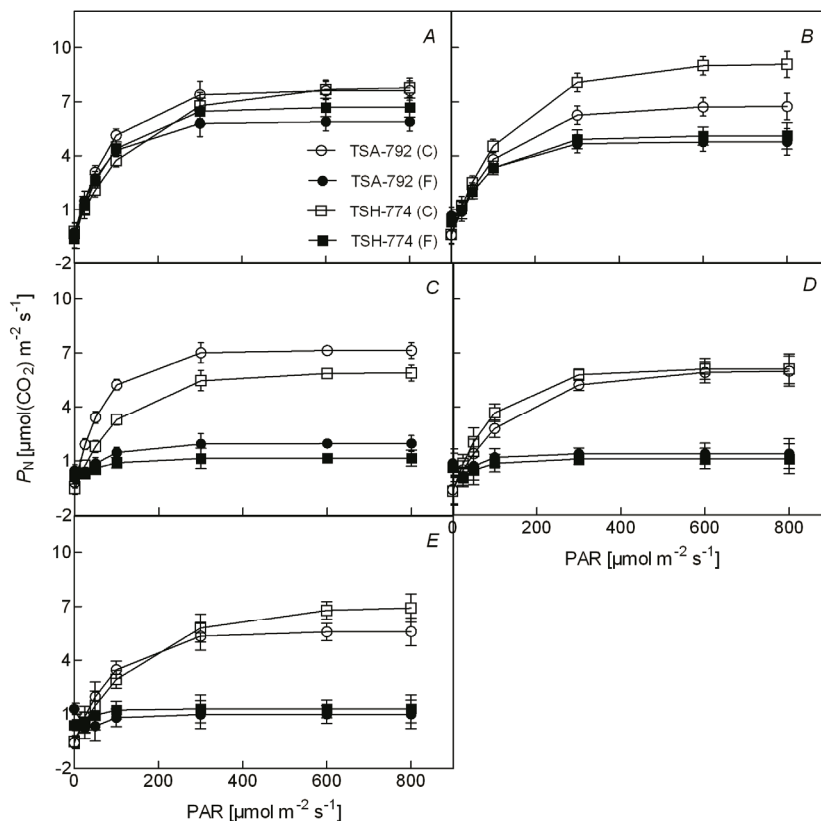 A
B
10
7
4
1
-2
TSA-792 (C)
TSA-792 (F)
TSH-774 (C)
TSH-774 (F)
C
D
10
7
4
1
-2
P_N [µmol(CO₂) m⁻² s⁻¹]
0 200 400 600 800
PAR [µmol m⁻² s⁻¹]
E
10
7
4
1
-2
0 200 400 600 800
PAR [µmol m⁻² s⁻¹]